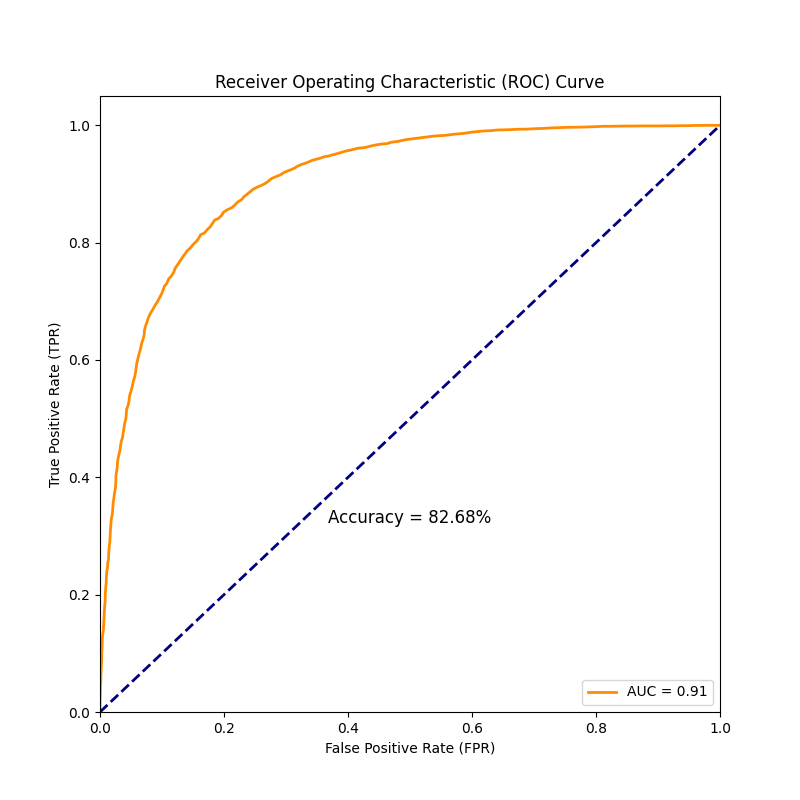 Receiver Operating Characteristic (ROC) Curve
1.0
0.8
0.6
0.4
0.2
0.0
True Positive Rate (TPR)
Accuracy = 82.68%
AUC = 0.91
0.0 0.2 0.4 0.6 0.8 1.0
False Positive Rate (FPR)